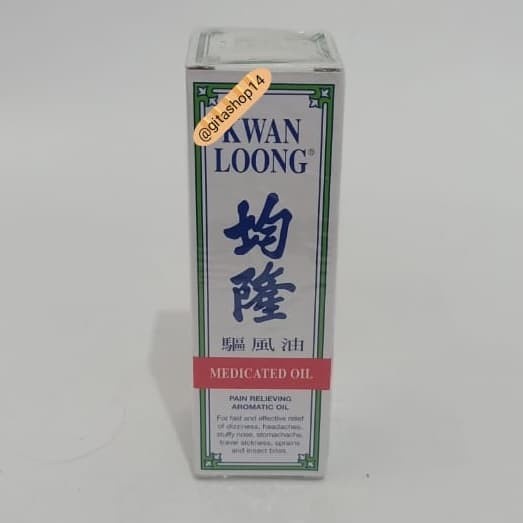 @gitashop14
KWAN
LOONG®
均
隆
驅風油
MEDICATED OIL
PAIN RELIEVING
AROMATIC OIL
For fast and effective relief
of dizziness, headaches,
stuffy nose, stomachache,
travel sickness, sprains
and insect bites.